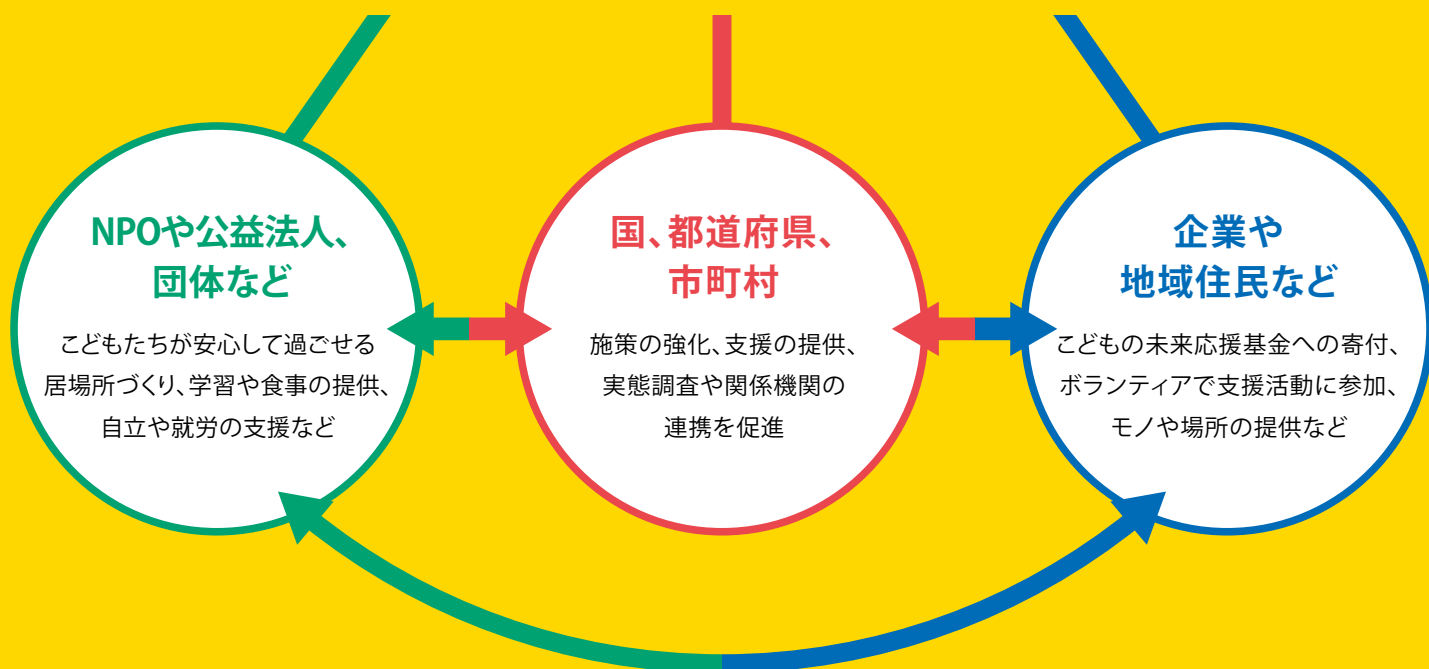 NPOや公益法人、
団体など
こどもたちが安心して過ごせる
居場所づくり、学習や食事の提供、
自立や就労の支援など
国、都道府県、
市町村
施策の強化、支援の提供、
実態調査や関係機関の
連携を促進
企業や
地域住民など
こどもの未来応援基金への寄付、
ボランティアで支援活動に参加、
モノや場所の提供など